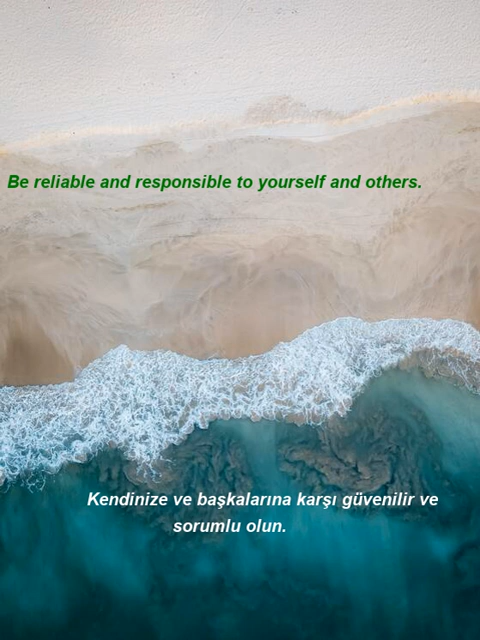 Be reliable and responsible to yourself and others.
Kendinize ve başkalarına karşı güvenilir ve
sorumlu olun.